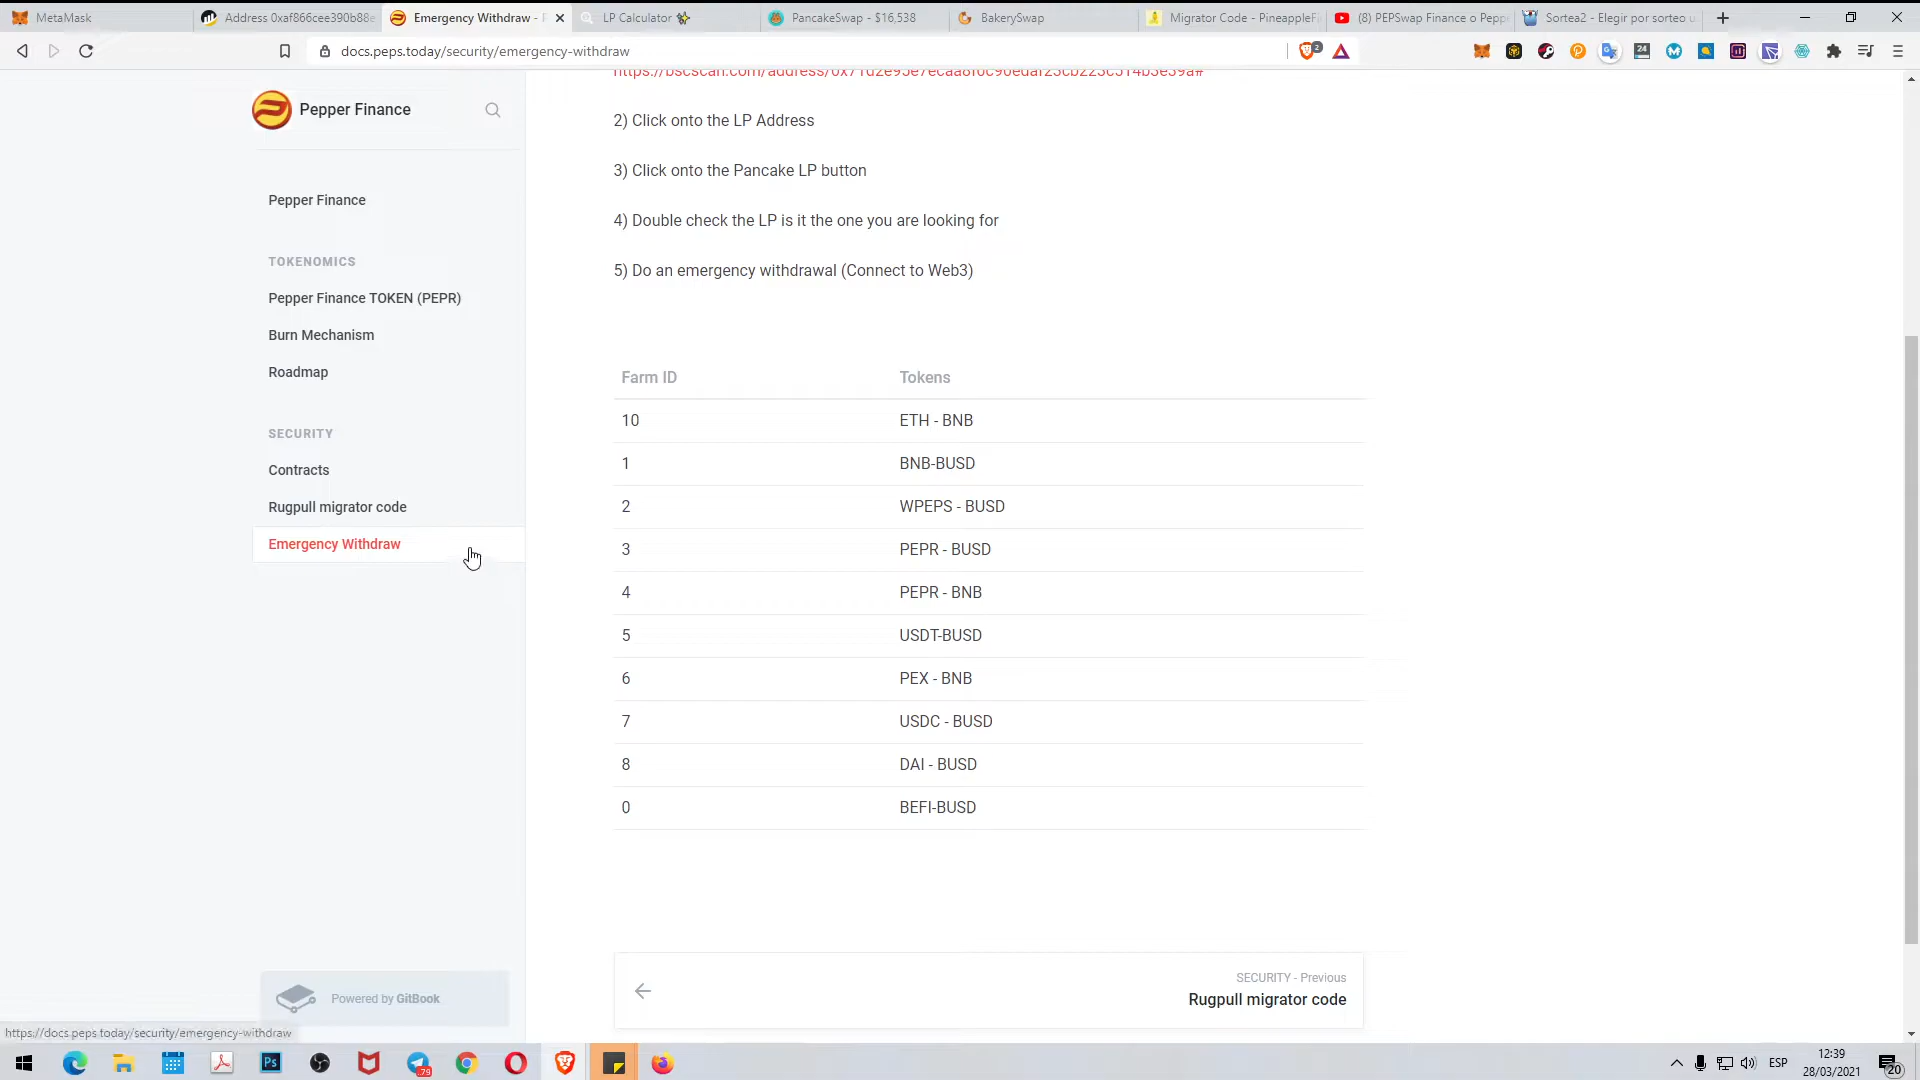 MetaMask
Address 0xaf866cee390b88e
Emergency Withdraw - F
LP Calculator
PancakeSwap - $16,538
BakerySwap
Migrator Code - PineappleFi
(8) PEPSwap Finance o Peppe
Sortea2 - Elegir por sorteo u
docs.peps.today/security/emergency-withdraw
2
24
Pepper Finance
Pepper Finance
TOKENOMICS
Pepper Finance TOKEN (PEPR)
Burn Mechanism
Roadmap
SECURITY
Contracts
Rugpull migrator code
Emergency Withdraw
Powered by GitBook
2) Click onto the LP Address
3) Click onto the Pancake LP button
4) Double check the LP is it the one you are looking for
5) Do an emergency withdrawal (Connect to Web3)
Farm ID Tokens
10 ETH - BNB
1 BNB-BUSD
2 WPEPS - BUSD
3 PEPR - BUSD
4 PEPR - BNB
5 USDT-BUSD
6 PEX - BNB
7 USDC - BUSD
8 DAI - BUSD
0 BEFI-BUSD
SECURITY - Previous
Rugpull migrator code
https://docs.peps.today/security/emergency-withdraw
Ps
79
ESP
12:39
28/03/2021
20